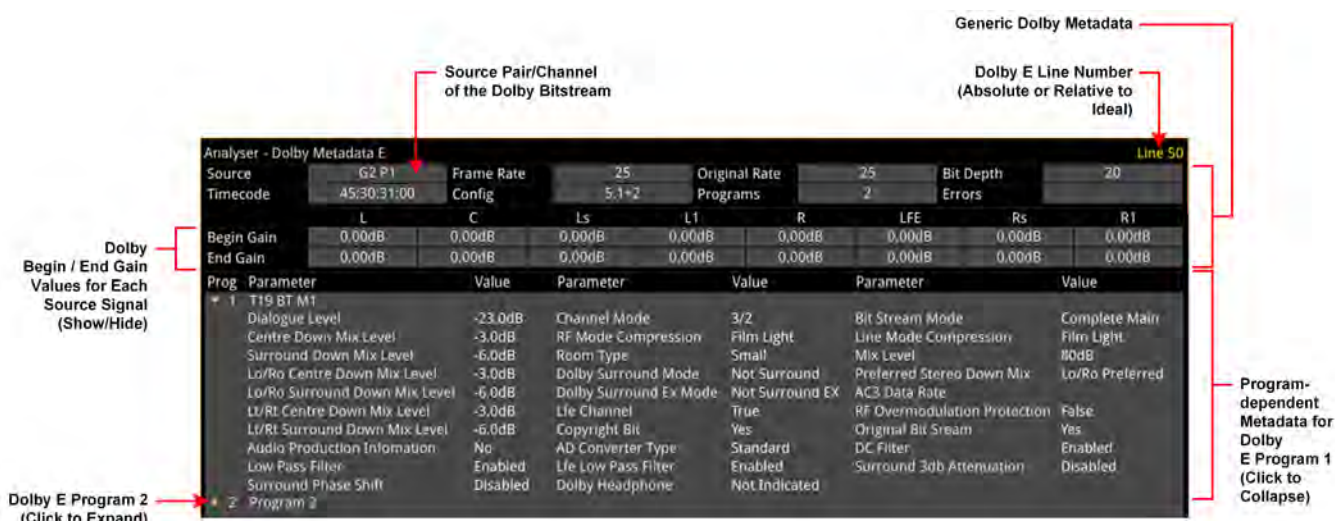 Generic Dolby Metadata
Source Pair/Channel
of the Dolby Bitstream
Dolby E Line Number
(Absolute or Relative to
Ideal)
Analyser - Dolby Metadata E Line 50
Source G2 P1 Frame Rate 25 Original Rate 25 Bit Depth 20
Timecode 45:30:31:00 Config 5.1+2 Programs 2 Errors
L C Ls L1 R LFE Rs R1
Begin Gain 0.00dB 0.00dB 0.00dB 0.00dB 0.00dB 0.00dB 0.00dB 0.00dB
End Gain 0.00dB 0.00dB 0.00dB 0.00dB 0.00dB 0.00dB 0.00dB 0.00dB
Dolby
Begin / End Gain
Values for Each
Source Signal
(Show/Hide)
Prog Parameter Value Parameter Value Parameter Value
1 T19 BT M1
Dialogue Level -23.0dB Channel Mode 3/2 Bit Stream Mode Complete Main
Centre Down Mix Level -3.0dB RF Mode Compression Film Light Line Mode Compression Film Light
Surround Down Mix Level -6.0dB Room Type Small Mix Level 80dB
Lo/Ro Centre Down Mix Level -3.0dB Dolby Surround Mode Not Surround Preferred Stereo Down Mix Lo/Ro Preferred
Lo/Ro Surround Down Mix Level -6.0dB Dolby Surround Ex Mode Not Surround EX AC3 Data Rate
Lt/Rt Centre Down Mix Level -3.0dB Lfe Channel True RF Overmodulation Protection False
Lt/Rt Surround Down Mix Level -6.0dB Copyright Bit Yes Original Bit Sream Yes
Audio Production Infomation No AD Converter Type Standard DC Filter Enabled
Low Pass Filter Enabled Lfe Low Pass Filter Enabled Surround 3db Attenuation Disabled
Surround Phase Shift Disabled Dolby Headphone Not Indicated
2 Program 2
Program-
dependent
Metadata for
Dolby
E Program 1
(Click to
Collapse)
Dolby E Program 2
(Click to Expand)